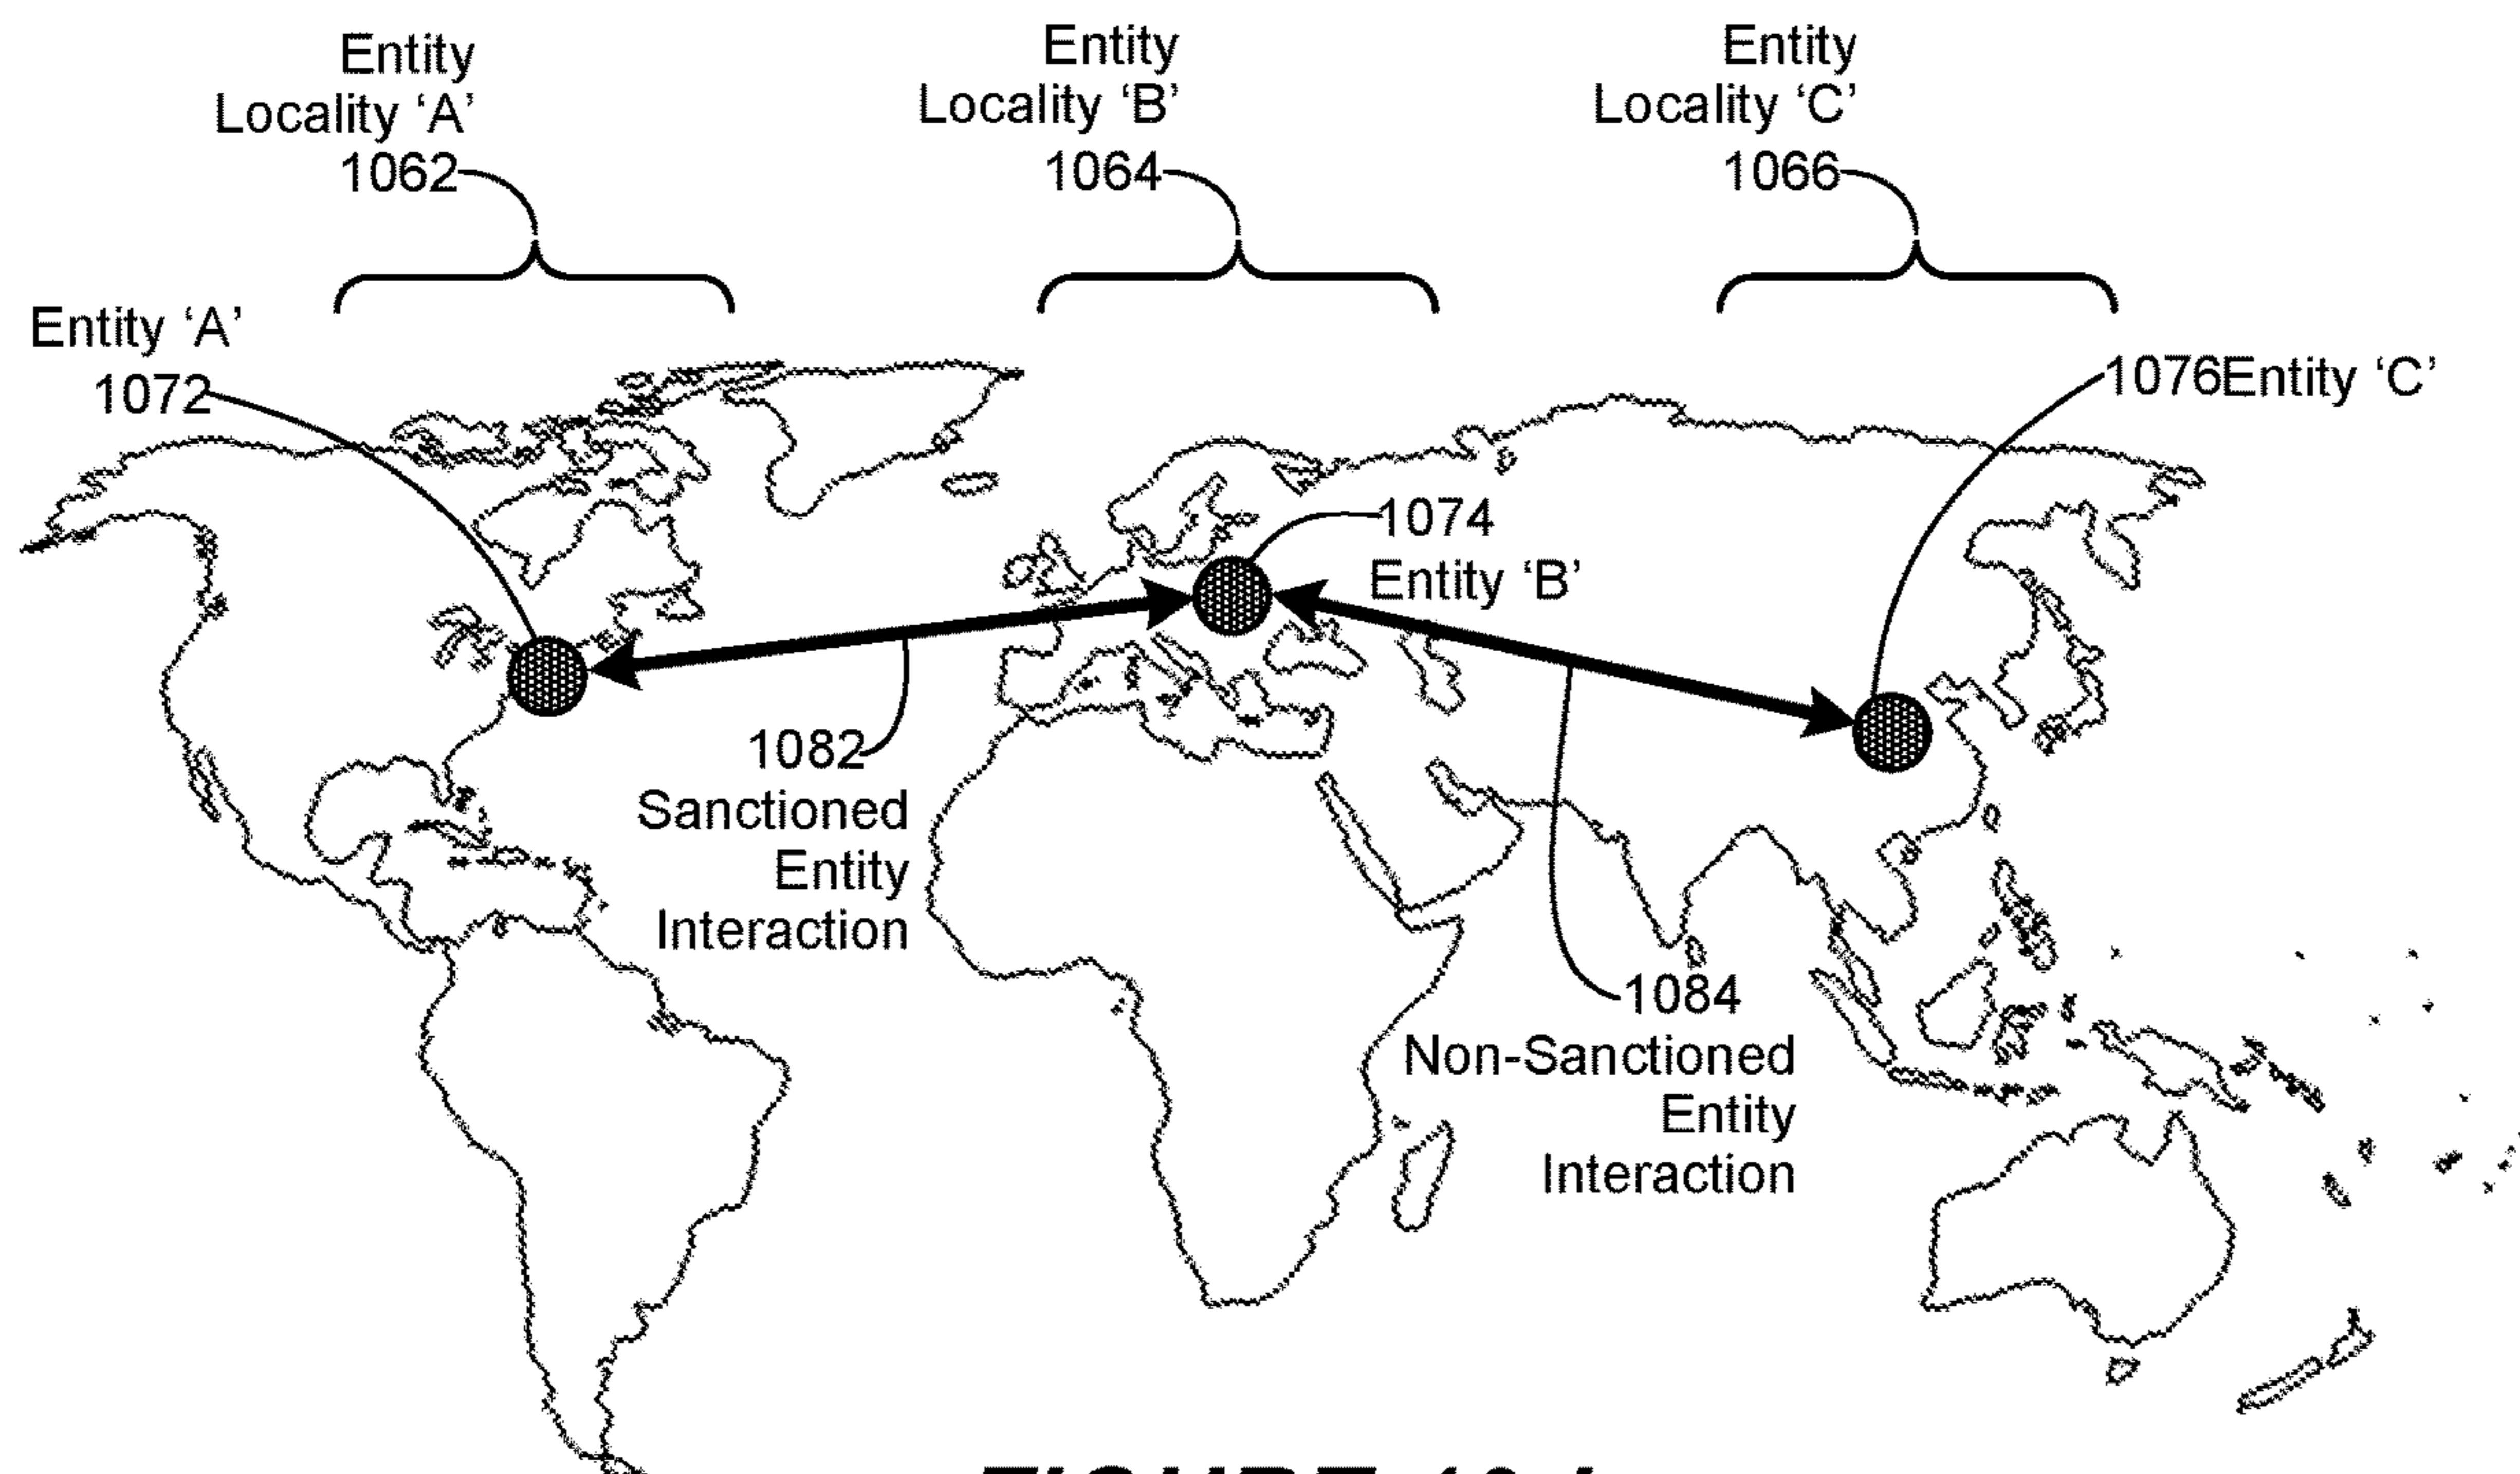 Entity
Locality ‘A’
1062
Entity
Locality ‘B’
1064
Entity
Locality ‘C’
1066
Entity ‘A’
1072
1076Entity ‘C’
1074
Entity ‘B’
1082
Sanctioned
Entity
Interaction
1084
Non-Sanctioned
Entity
Interaction